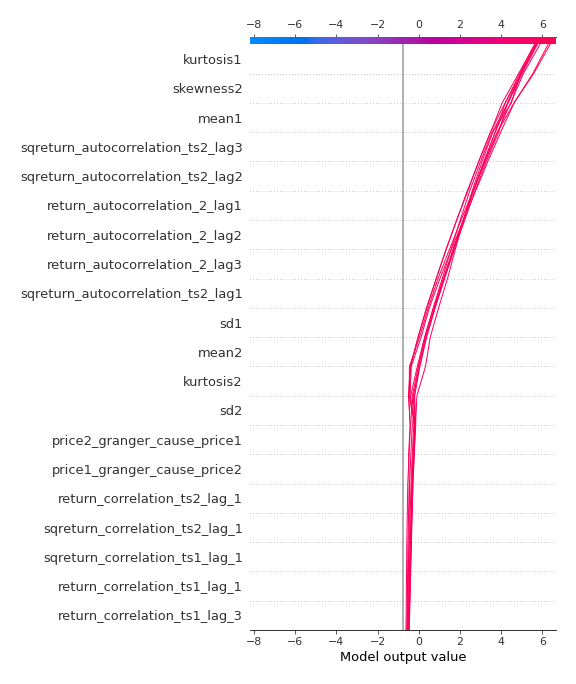 −8 −6 −4 −2 0 2 4 6
kurtosis1
skewness2
mean1
sqreturn_autocorrelation_ts2_lag3
sqreturn_autocorrelation_ts2_lag2
return_autocorrelation_2_lag1
return_autocorrelation_2_lag2
return_autocorrelation_2_lag3
sqreturn_autocorrelation_ts2_lag1
sd1
mean2
kurtosis2
sd2
price2_granger_cause_price1
price1_granger_cause_price2
return_correlation_ts2_lag_1
sqreturn_correlation_ts2_lag_1
sqreturn_correlation_ts1_lag_1
return_correlation_ts1_lag_1
return_correlation_ts1_lag_3
−8 −6 −4 −2 0 2 4 6
Model output value